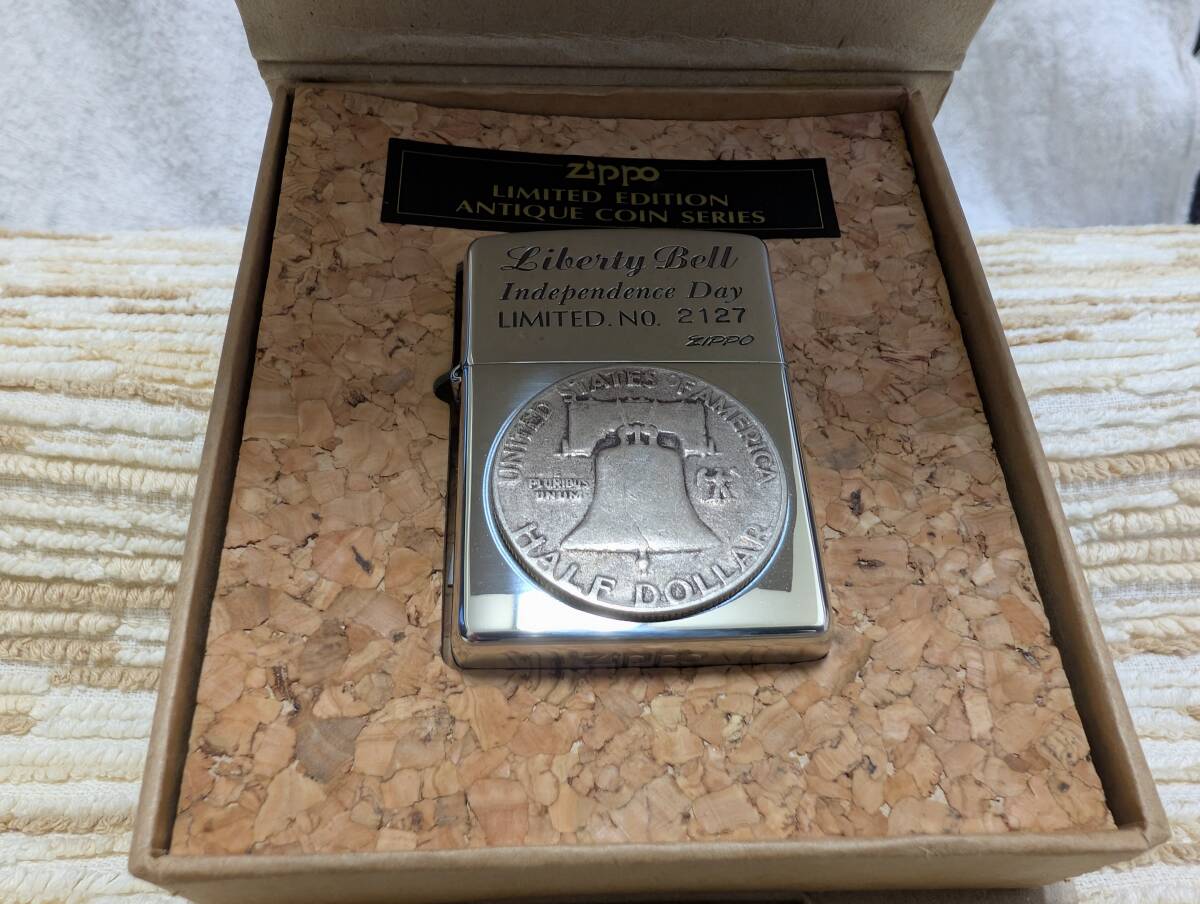 zippo
LIMITED EDITION
ANTIQUE COIN SERIES
Liberty Bell
Independence Day
LIMITED. NO. 2127
ZIPPO
UNITED STATES OF AMERICA
PLURIBUS
UNUM
HALF DOLLAR